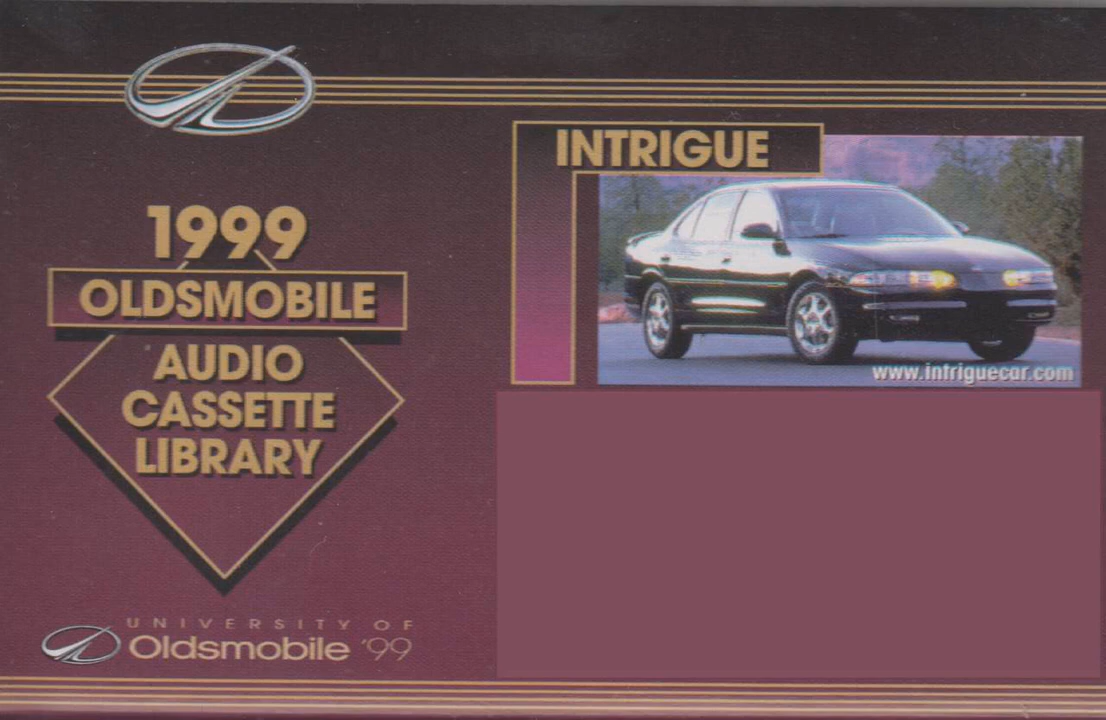 1999
OLDSMOBILE
AUDIO
CASSETTE
LIBRARY
UNIVERSITY OF
Oldsmobile '99
INTRIGUE
www.intriguecar.com